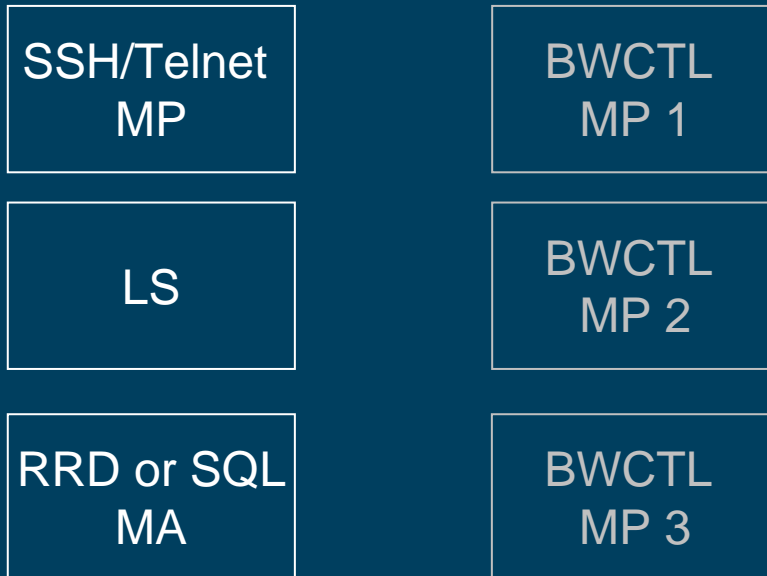 SSH/Telnet
MP
BWCTL
MP 1
LS
BWCTL
MP 2
RRD or SQL
MA
BWCTL
MP 3